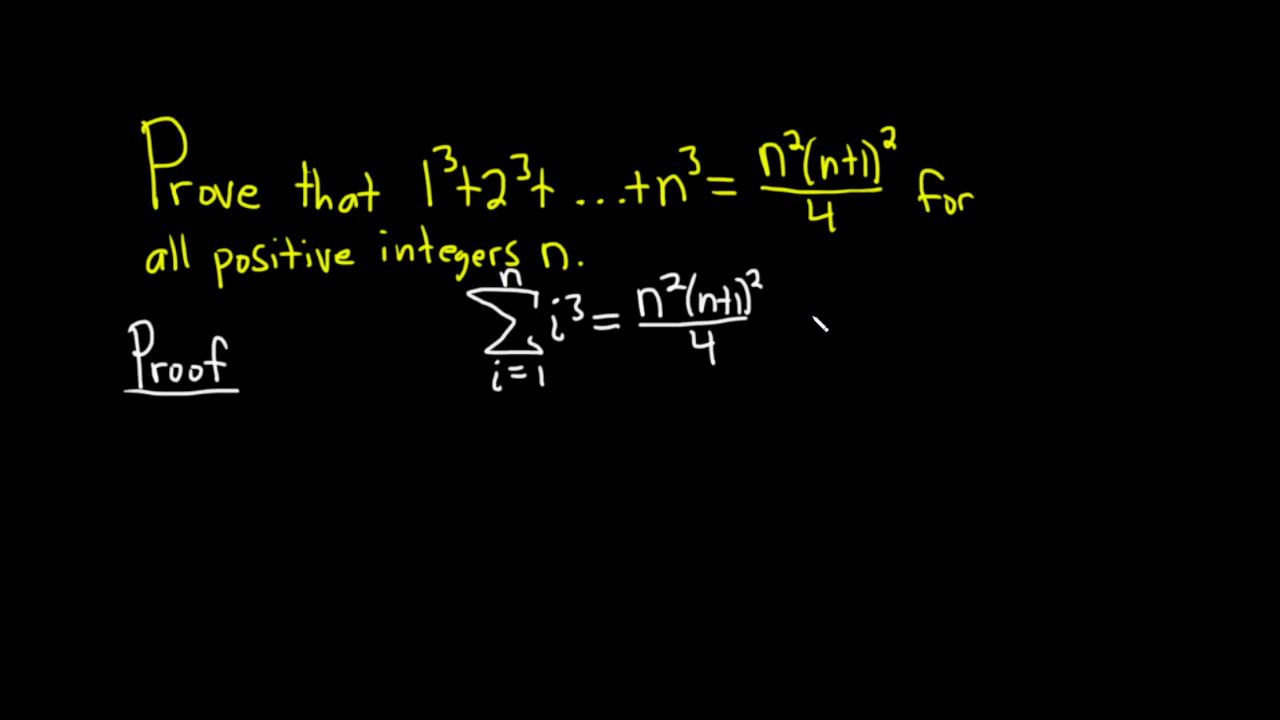 Prove that 1³+2³+ ...+n³ = n²(n+1)²/4 for
all positive integers n.
Proof
∑_{i=1}^{n} i³ = n²(n+1)²/4